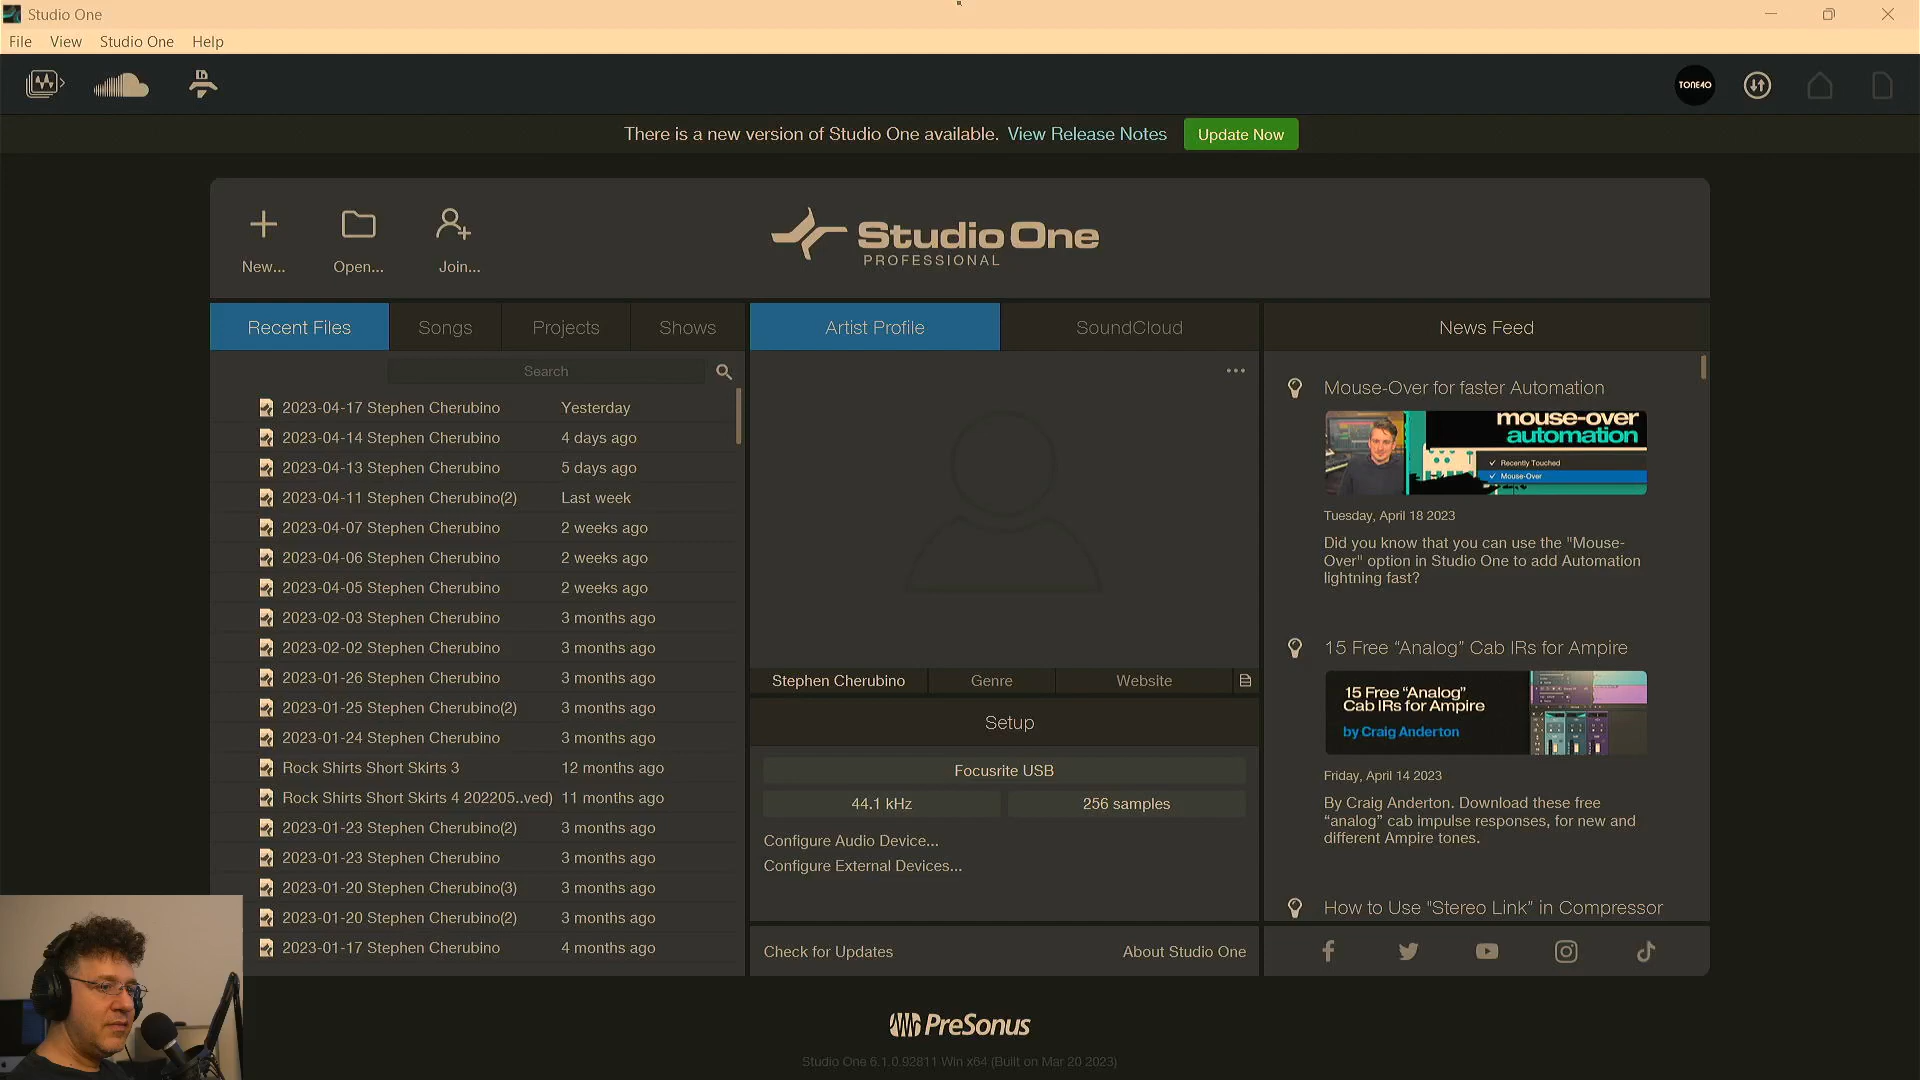 Studio One
File View Studio One Help
TONE40
There is a new version of Studio One available. View Release Notes Update Now
New... Open... Join...
Studio One
PROFESSIONAL
Recent Files Songs Projects Shows
Search
2023-04-17 Stephen Cherubino Yesterday
2023-04-14 Stephen Cherubino 4 days ago
2023-04-13 Stephen Cherubino 5 days ago
2023-04-11 Stephen Cherubino(2) Last week
2023-04-07 Stephen Cherubino 2 weeks ago
2023-04-06 Stephen Cherubino 2 weeks ago
2023-04-05 Stephen Cherubino 2 weeks ago
2023-02-03 Stephen Cherubino 3 months ago
2023-02-02 Stephen Cherubino 3 months ago
2023-01-26 Stephen Cherubino 3 months ago
2023-01-25 Stephen Cherubino(2) 3 months ago
2023-01-24 Stephen Cherubino 3 months ago
Rock Shirts Short Skirts 3 12 months ago
Rock Shirts Short Skirts 4 202205..ved) 11 months ago
2023-01-23 Stephen Cherubino(2) 3 months ago
2023-01-23 Stephen Cherubino 3 months ago
2023-01-20 Stephen Cherubino(3) 3 months ago
2023-01-20 Stephen Cherubino(2) 3 months ago
2023-01-17 Stephen Cherubino 4 months ago
Artist Profile SoundCloud
Stephen Cherubino Genre Website
Setup
Focusrite USB
44.1 kHz 256 samples
Configure Audio Device...
Configure External Devices...
Check for Updates About Studio One
News Feed
Mouse-Over for faster Automation
mouse-over
automation
Recently Touched
Mouse-Over
Tuesday, April 18 2023
Did you know that you can use the "Mouse-
Over" option in Studio One to add Automation
lightning fast?
15 Free “Analog” Cab IRs for Ampire
15 Free “Analog”
Cab IRs for Ampire
by Craig Anderton
Friday, April 14 2023
By Craig Anderton. Download these free
“analog” cab impulse responses, for new and
different Ampire tones.
How to Use "Stereo Link” in Compressor
PreSonus
Studio One 6.1.0.92811 Win x64 (Built on Mar 20 2023)